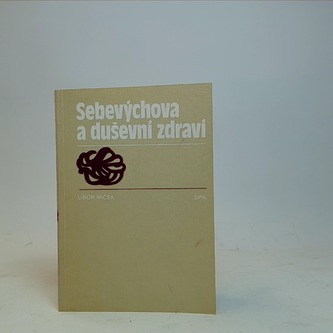 Sebevýchova
a duševní zdraví
LIBOR MÍČEK
SPN